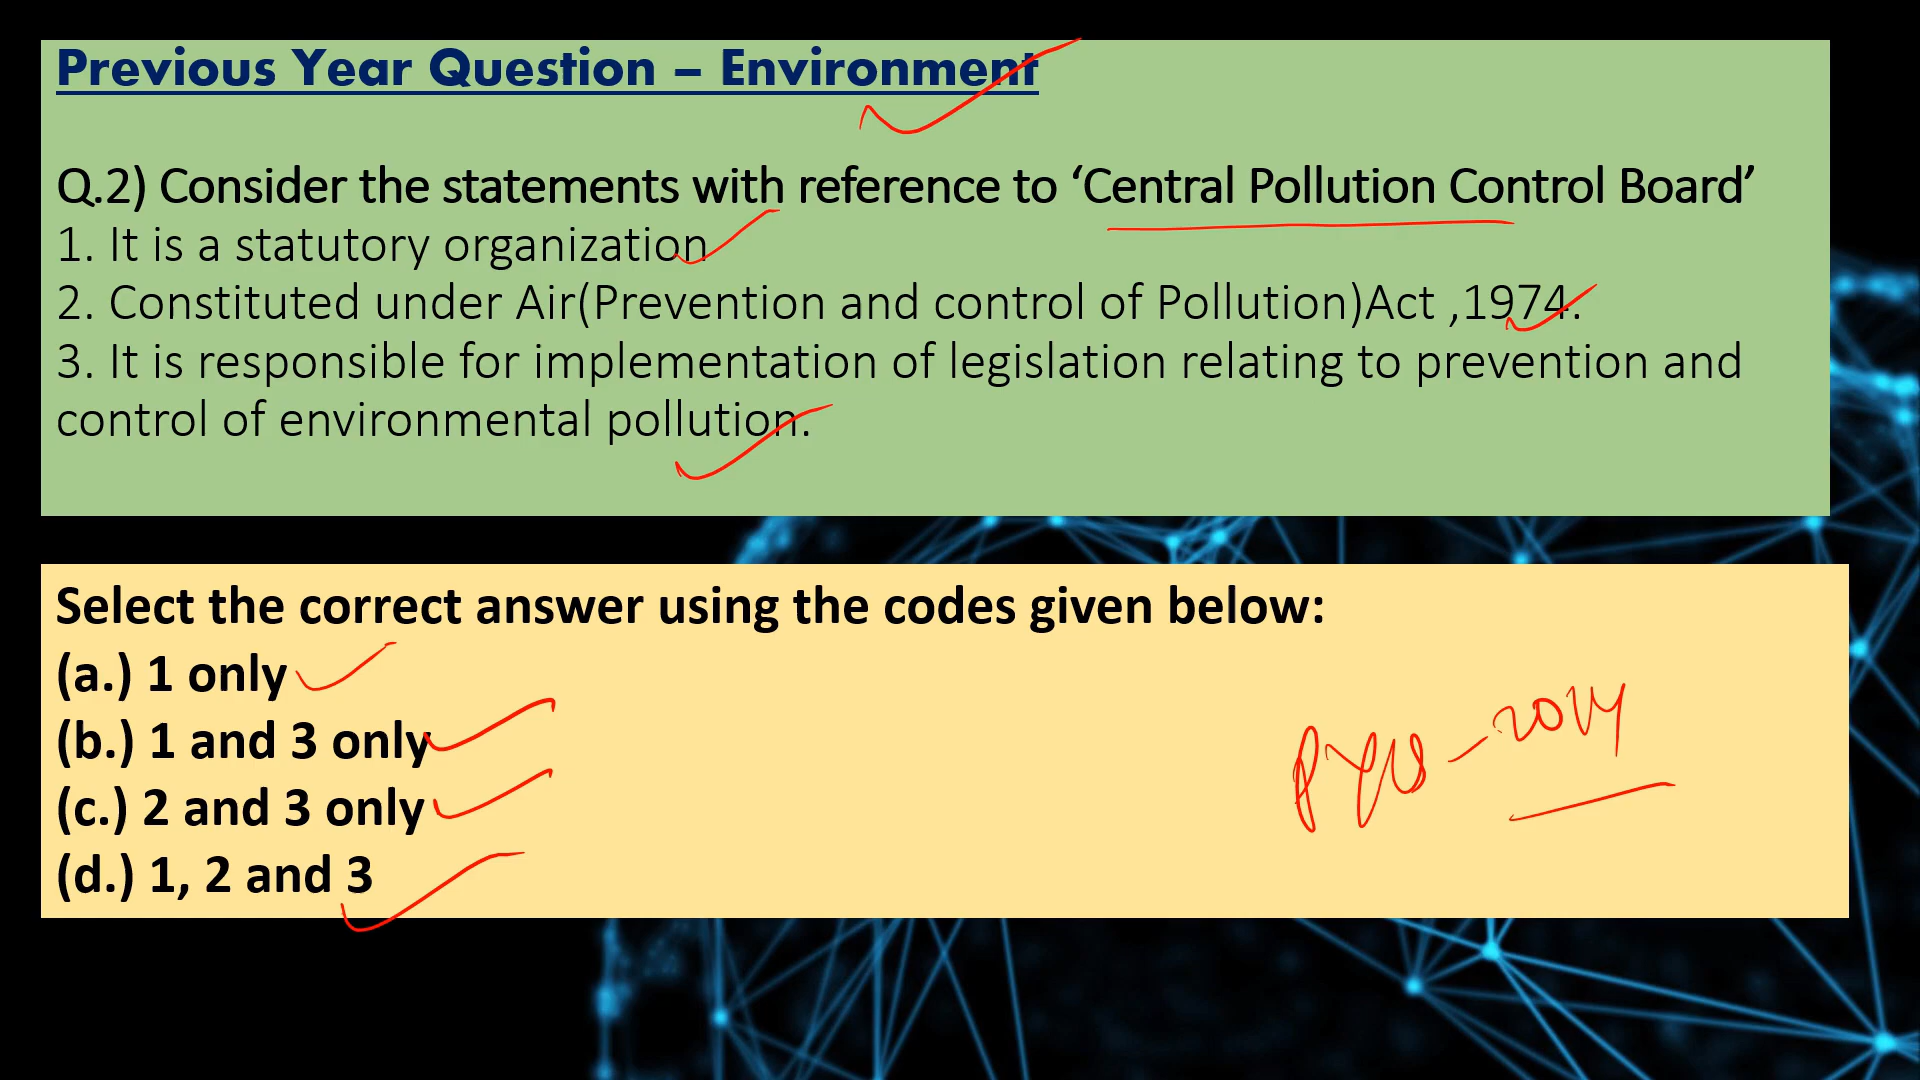 Previous Year Question – Environment
Q.2) Consider the statements with reference to ‘Central Pollution Control Board’
1. It is a statutory organization
2. Constituted under Air(Prevention and control of Pollution)Act ,1974.
3. It is responsible for implementation of legislation relating to prevention and
control of environmental pollution.
Select the correct answer using the codes given below:
(a.) 1 only
(b.) 1 and 3 only
(c.) 2 and 3 only
(d.) 1, 2 and 3